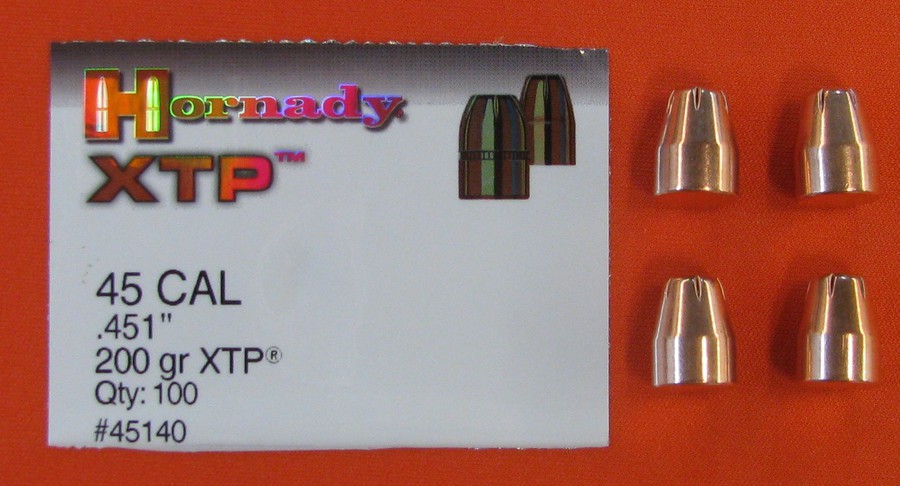 Hornady
XTP™
45 CAL
.451"
200 gr XTP®
Qty: 100
#45140